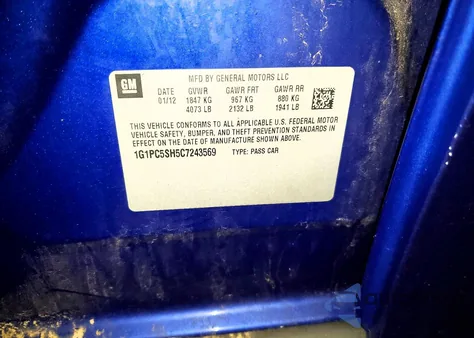 GM
MFD BY GENERAL MOTORS LLC
DATE GVWR GAWR FRT GAWR RR
01/12 1847 KG 967 KG 880 KG
4073 LB 2132 LB 1941 LB
THIS VEHICLE CONFORMS TO ALL APPLICABLE U.S. FEDERAL MOTOR
VEHICLE SAFETY, BUMPER, AND THEFT PREVENTION STANDARDS IN
EFFECT ON THE DATE OF MANUFACTURE SHOWN ABOVE.
1G1PC5SH5C7243569 TYPE: PASS CAR